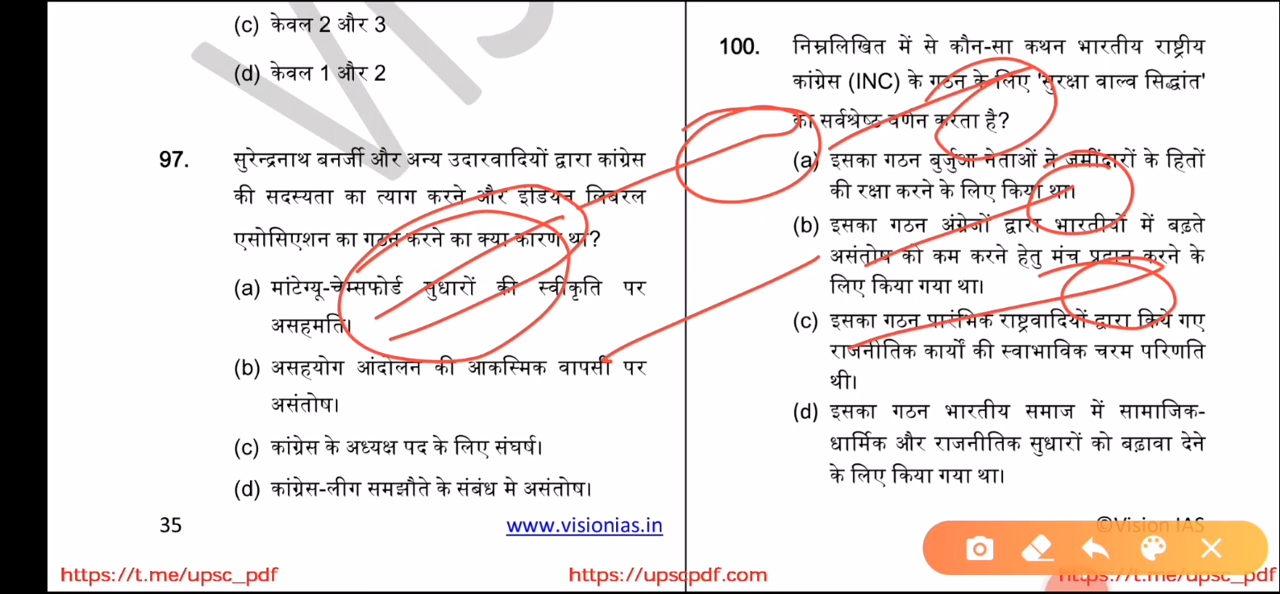 (c) केवल 2 और 3
(d) केवल 1 और 2
97. सुरेन्द्रनाथ बनर्जी और अन्य उदारवादियों द्वारा कांग्रेस
की सदस्यता का त्याग करने और इंडियन लिबरल
एसोसिएशन का गठन करने का क्या कारण था?
(a) मांटेग्यू-चेम्सफोर्ड सुधारों की स्वीकृति पर
असहमति।
(b) असहयोग आंदोलन की आकस्मिक वापसी पर
असंतोष।
(c) कांग्रेस के अध्यक्ष पद के लिए संघर्ष।
(d) कांग्रेस-लीग समझौते के संबंध मे असंतोष।
100. निम्नलिखित में से कौन-सा कथन भारतीय राष्ट्रीय
कांग्रेस (INC) के गठन के लिए 'सुरक्षा वाल्व सिद्धांत'
का सर्वश्रेष्ठ वर्णन करता है?
(a) इसका गठन बुर्जुआ नेताओं ने जमींदारों के हितों
की रक्षा करने के लिए किया था।
(b) इसका गठन अंग्रेजों द्वारा भारतीयों में बढ़ते
असंतोष को कम करने हेतु मंच प्रदान करने के
लिए किया गया था।
(c) इसका गठन प्रारंभिक राष्ट्रवादियों द्वारा किये गए
राजनीतिक कार्यों की स्वाभाविक चरम परिणति
थी।
(d) इसका गठन भारतीय समाज में सामाजिक-
धार्मिक और राजनीतिक सुधारों को बढ़ावा देने
के लिए किया गया था।
35 www.visionias.in ©Vision IAS
https://t.me/upsc_pdf https://upscpdf.com https://t.me/upsc_pdf